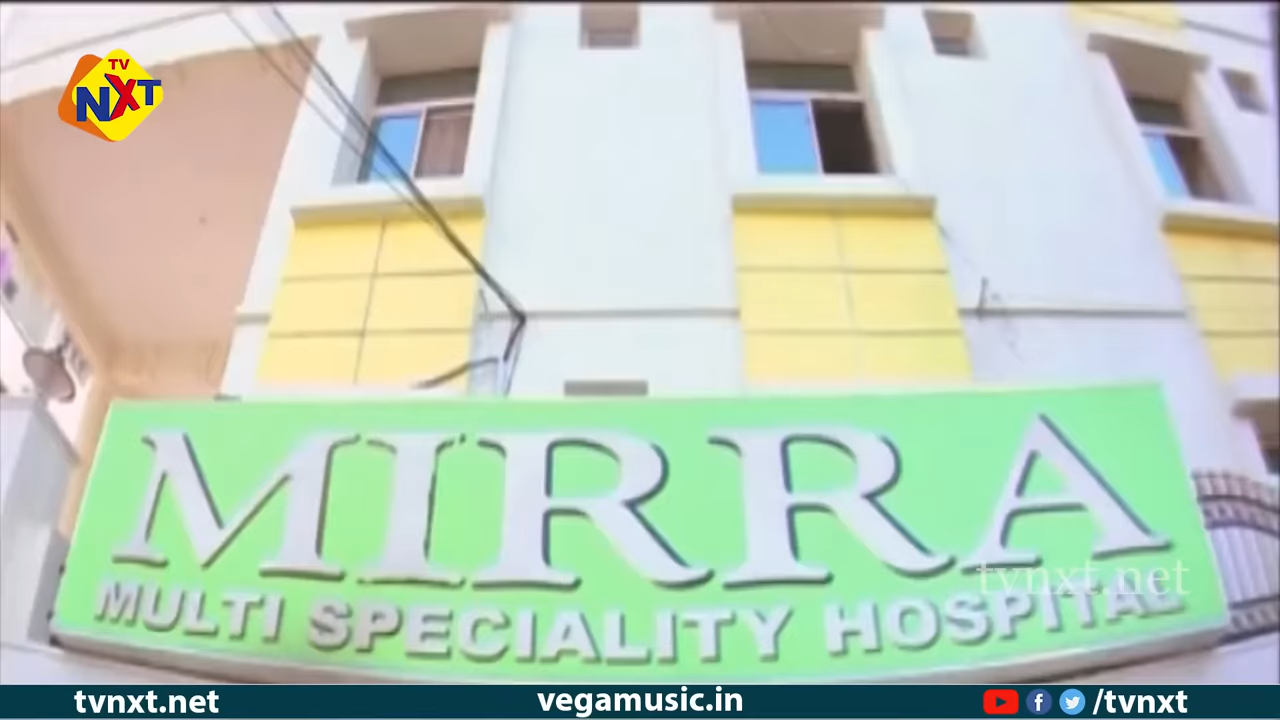 TV
NXT
MIRRA
MULTI SPECIALITY HOSPITAL
tvnxt.net
tvnxt.net
vegamusic.in
/tvnxt